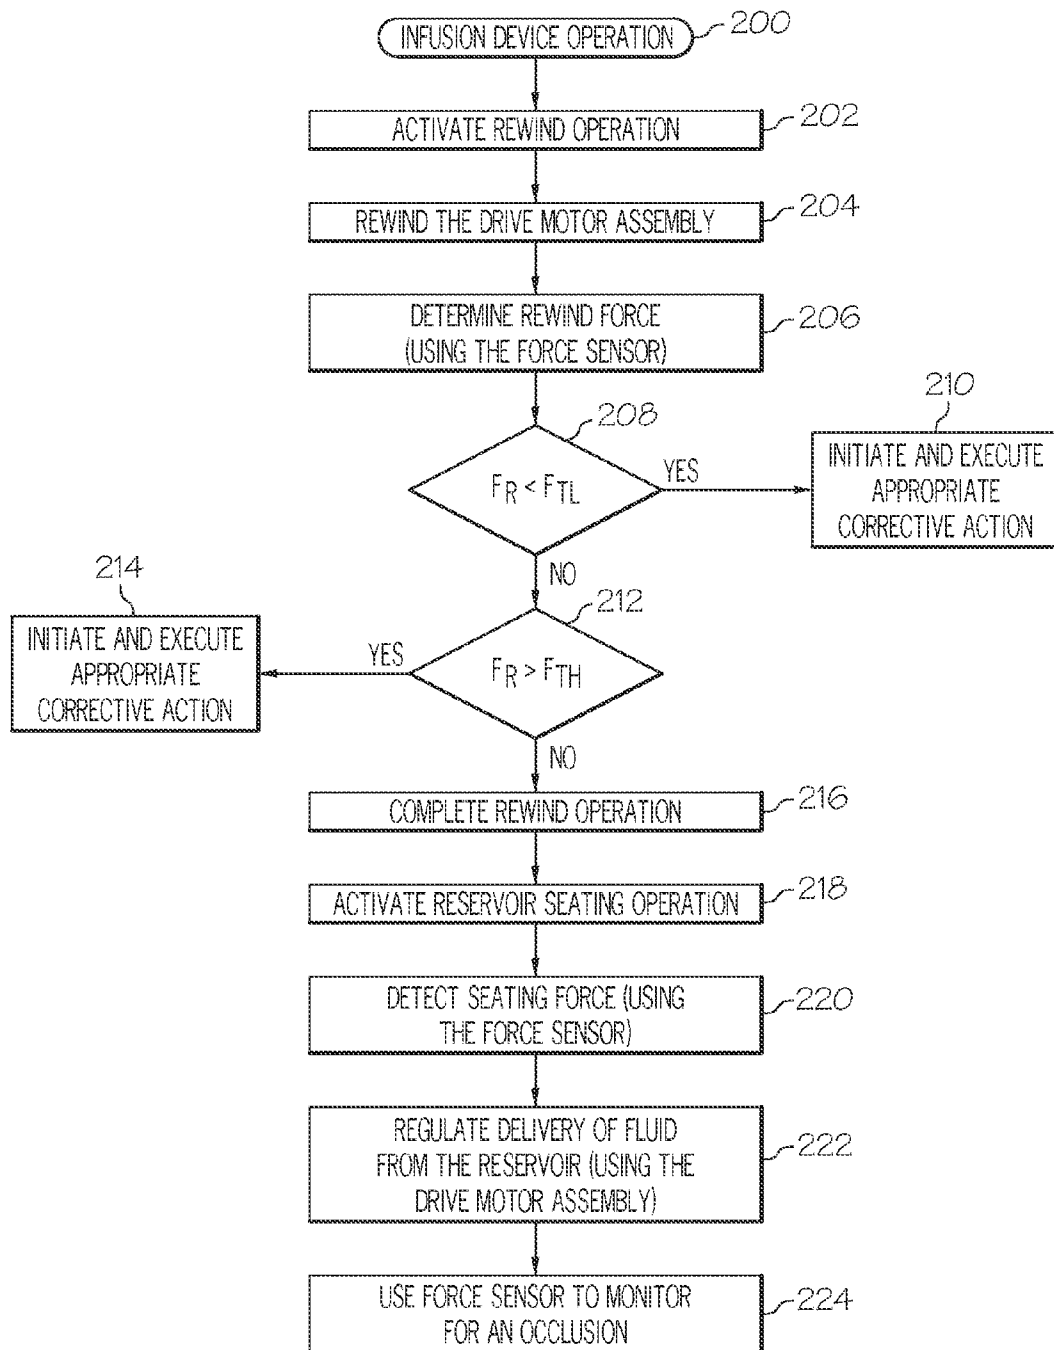 INFUSION DEVICE OPERATION
200
ACTIVATE REWIND OPERATION
202
REWIND THE DRIVE MOTOR ASSEMBLY
204
DETERMINE REWIND FORCE
(USING THE FORCE SENSOR)
206
208
FR < FTL
YES
NO
210
INITIATE AND EXECUTE
APPROPRIATE
CORRECTIVE ACTION
212
FR > FTH
YES
NO
214
INITIATE AND EXECUTE
APPROPRIATE
CORRECTIVE ACTION
COMPLETE REWIND OPERATION
216
ACTIVATE RESERVOIR SEATING OPERATION
218
DETECT SEATING FORCE (USING
THE FORCE SENSOR)
220
REGULATE DELIVERY OF FLUID
FROM THE RESERVOIR (USING THE
DRIVE MOTOR ASSEMBLY)
222
USE FORCE SENSOR TO MONITOR
FOR AN OCCLUSION
224